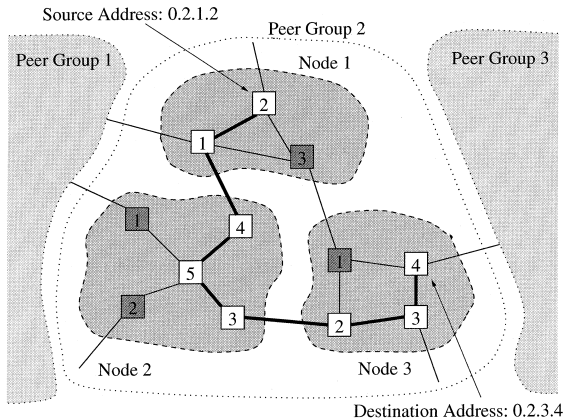 Source Address: 0.2.1.2
Peer Group 2
Peer Group 1
Node 1
Peer Group 3
2
1
3
1
4
5
2
3
1
4
2
3
Node 2
Node 3
Destination Address: 0.2.3.4